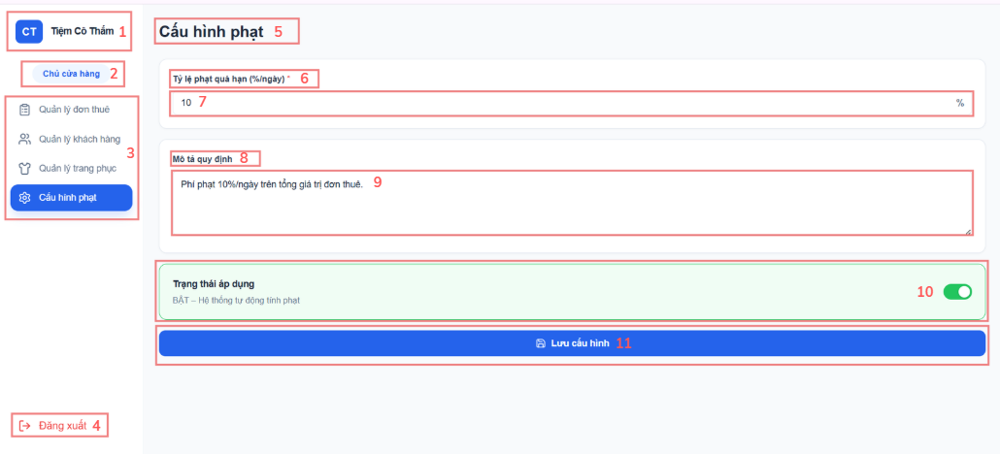 CT Tiệm Cô Thắm 1
Chủ cửa hàng 2
Quản lý đơn thuê
Quản lý khách hàng
3
Quản lý trang phục
Cấu hình phạt
Đăng xuất 4
Cấu hình phạt 5
Tỷ lệ phạt quá hạn (%/ngày) * 6
10 7 %
Mô tả quy định 8
Phí phạt 10%/ngày trên tổng giá trị đơn thuê. 9
Trạng thái áp dụng
10
BẬT – Hệ thống tự động tính phạt
Lưu cấu hình 11